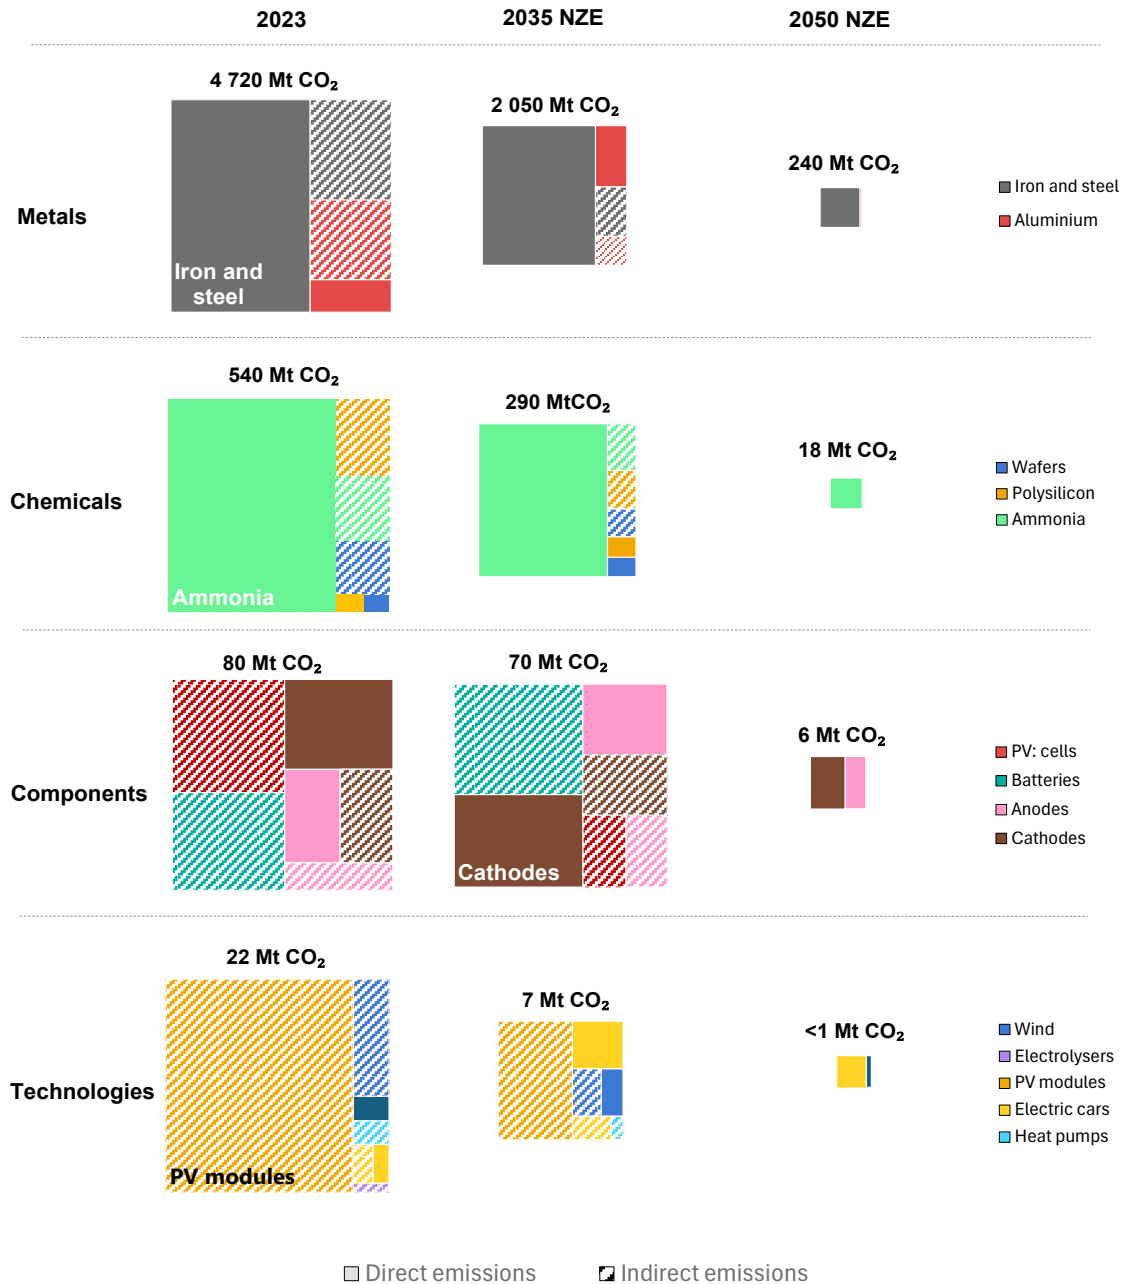 2023
2035 NZE
2050 NZE
Metals
4 720 Mt CO₂
2 050 Mt CO₂
240 Mt CO₂
Iron and
steel
Iron and steel
Aluminium
Chemicals
540 Mt CO₂
290 MtCO₂
18 Mt CO₂
Ammonia
Wafers
Polysilicon
Ammonia
Components
80 Mt CO₂
70 Mt CO₂
6 Mt CO₂
Cathodes
PV: cells
Batteries
Anodes
Cathodes
Technologies
22 Mt CO₂
7 Mt CO₂
<1 Mt CO₂
PV modules
Wind
Electrolysers
PV modules
Electric cars
Heat pumps
Direct emissions
Indirect emissions